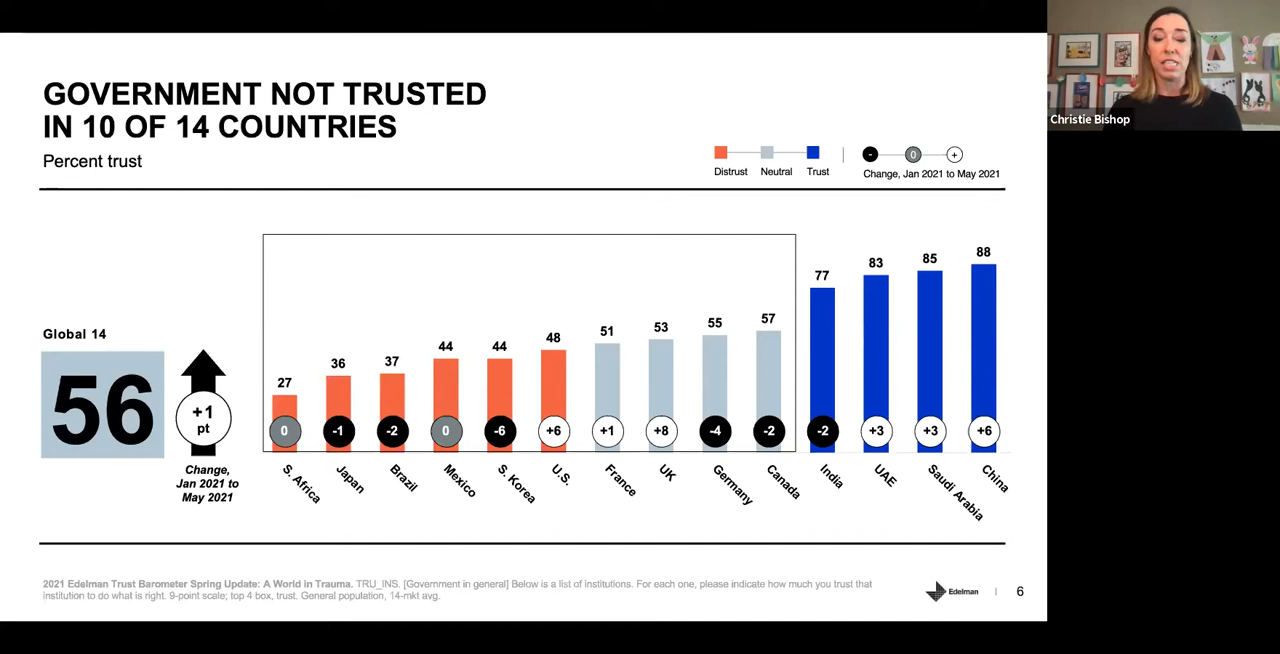 GOVERNMENT NOT TRUSTED
IN 10 OF 14 COUNTRIES
Percent trust
Distrust Neutral Trust
- 0 +
Change, Jan 2021 to May 2021
Christie Bishop
Global 14
56
+1
pt
Change,
Jan 2021 to
May 2021
27 36 37 44 44 48 51 53 55 57 77 83 85 88
0 -1 -2 0 -6 +6 +1 +8 -4 -2 -2 +3 +3 +6
S. Africa Japan Brazil Mexico S. Korea U.S. France UK Germany Canada India UAE Saudi Arabia China
2021 Edelman Trust Barometer Spring Update: A World in Trauma. TRU_INS. [Government in general] Below is a list of institutions. For each one, please indicate how much you trust that
institution to do what is right. 9-point scale; top 4 box, trust. General population, 14-mkt avg.
Edelman
6